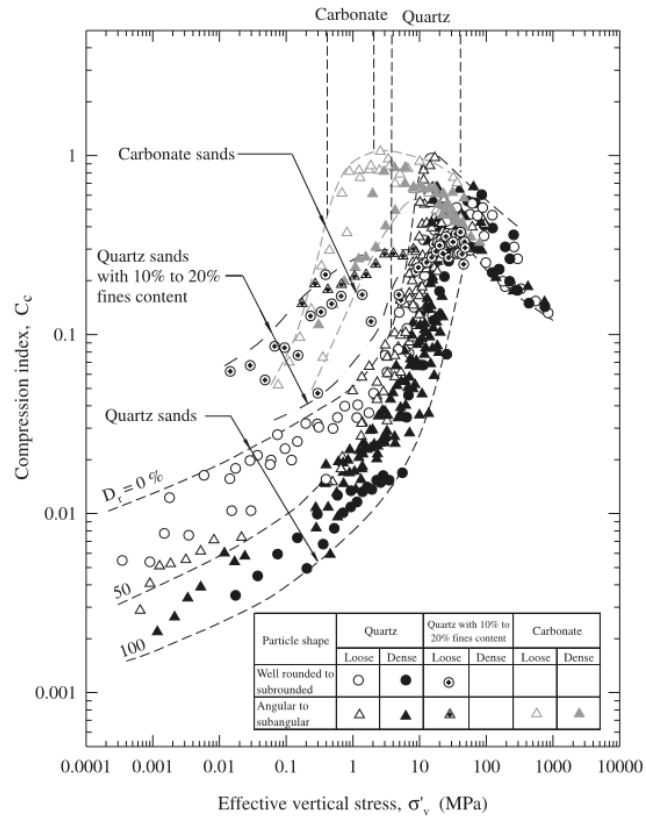 Carbonate Quartz
Compression index, C_c
1
0.1
0.01
0.001
Carbonate sands
Quartz sands
with 10% to 20%
fines content
Quartz sands
D_r = 0 %
50
100
Particle shape
Quartz
Quartz with 10% to
20% fines content
Carbonate
Loose Dense Loose Dense Loose Dense
Well rounded to
subrounded
Angular to
subangular
0.0001 0.001 0.01 0.1 1 10 100 1000 10000
Effective vertical stress, σ'_v (MPa)